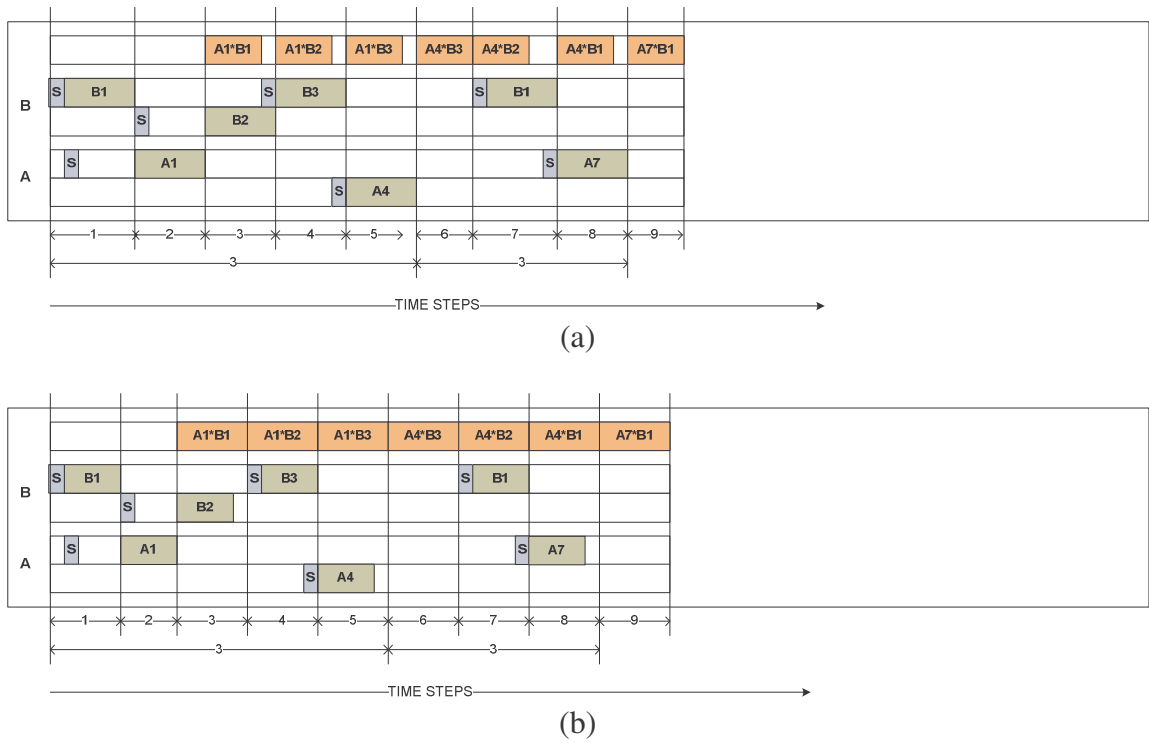 A1*B1 A1*B2 A1*B3 A4*B3 A4*B2 A4*B1 A7*B1
S B1 S B3 S B1
B
S B2
S A1 S A7
A
S A4
1 2 3 4 5 6 7 8 9
3 3
TIME STEPS
(a)
A1*B1 A1*B2 A1*B3 A4*B3 A4*B2 A4*B1 A7*B1
S B1 S B3 S B1
B
S B2
S A1 S A7
A
S A4
1 2 3 4 5 6 7 8 9
3 3
TIME STEPS
(b)